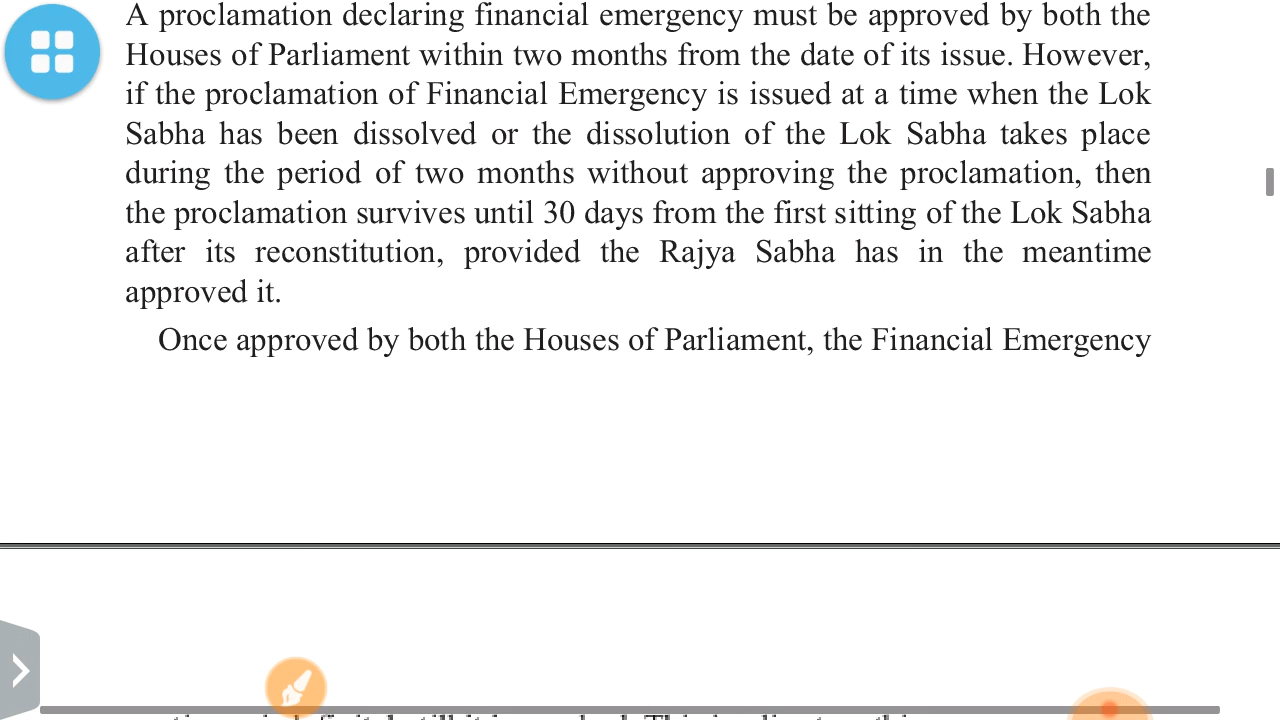 A proclamation declaring financial emergency must be approved by both the
Houses of Parliament within two months from the date of its issue. However,
if the proclamation of Financial Emergency is issued at a time when the Lok
Sabha has been dissolved or the dissolution of the Lok Sabha takes place
during the period of two months without approving the proclamation, then
the proclamation survives until 30 days from the first sitting of the Lok Sabha
after its reconstitution, provided the Rajya Sabha has in the meantime
approved it.
Once approved by both the Houses of Parliament, the Financial Emergency